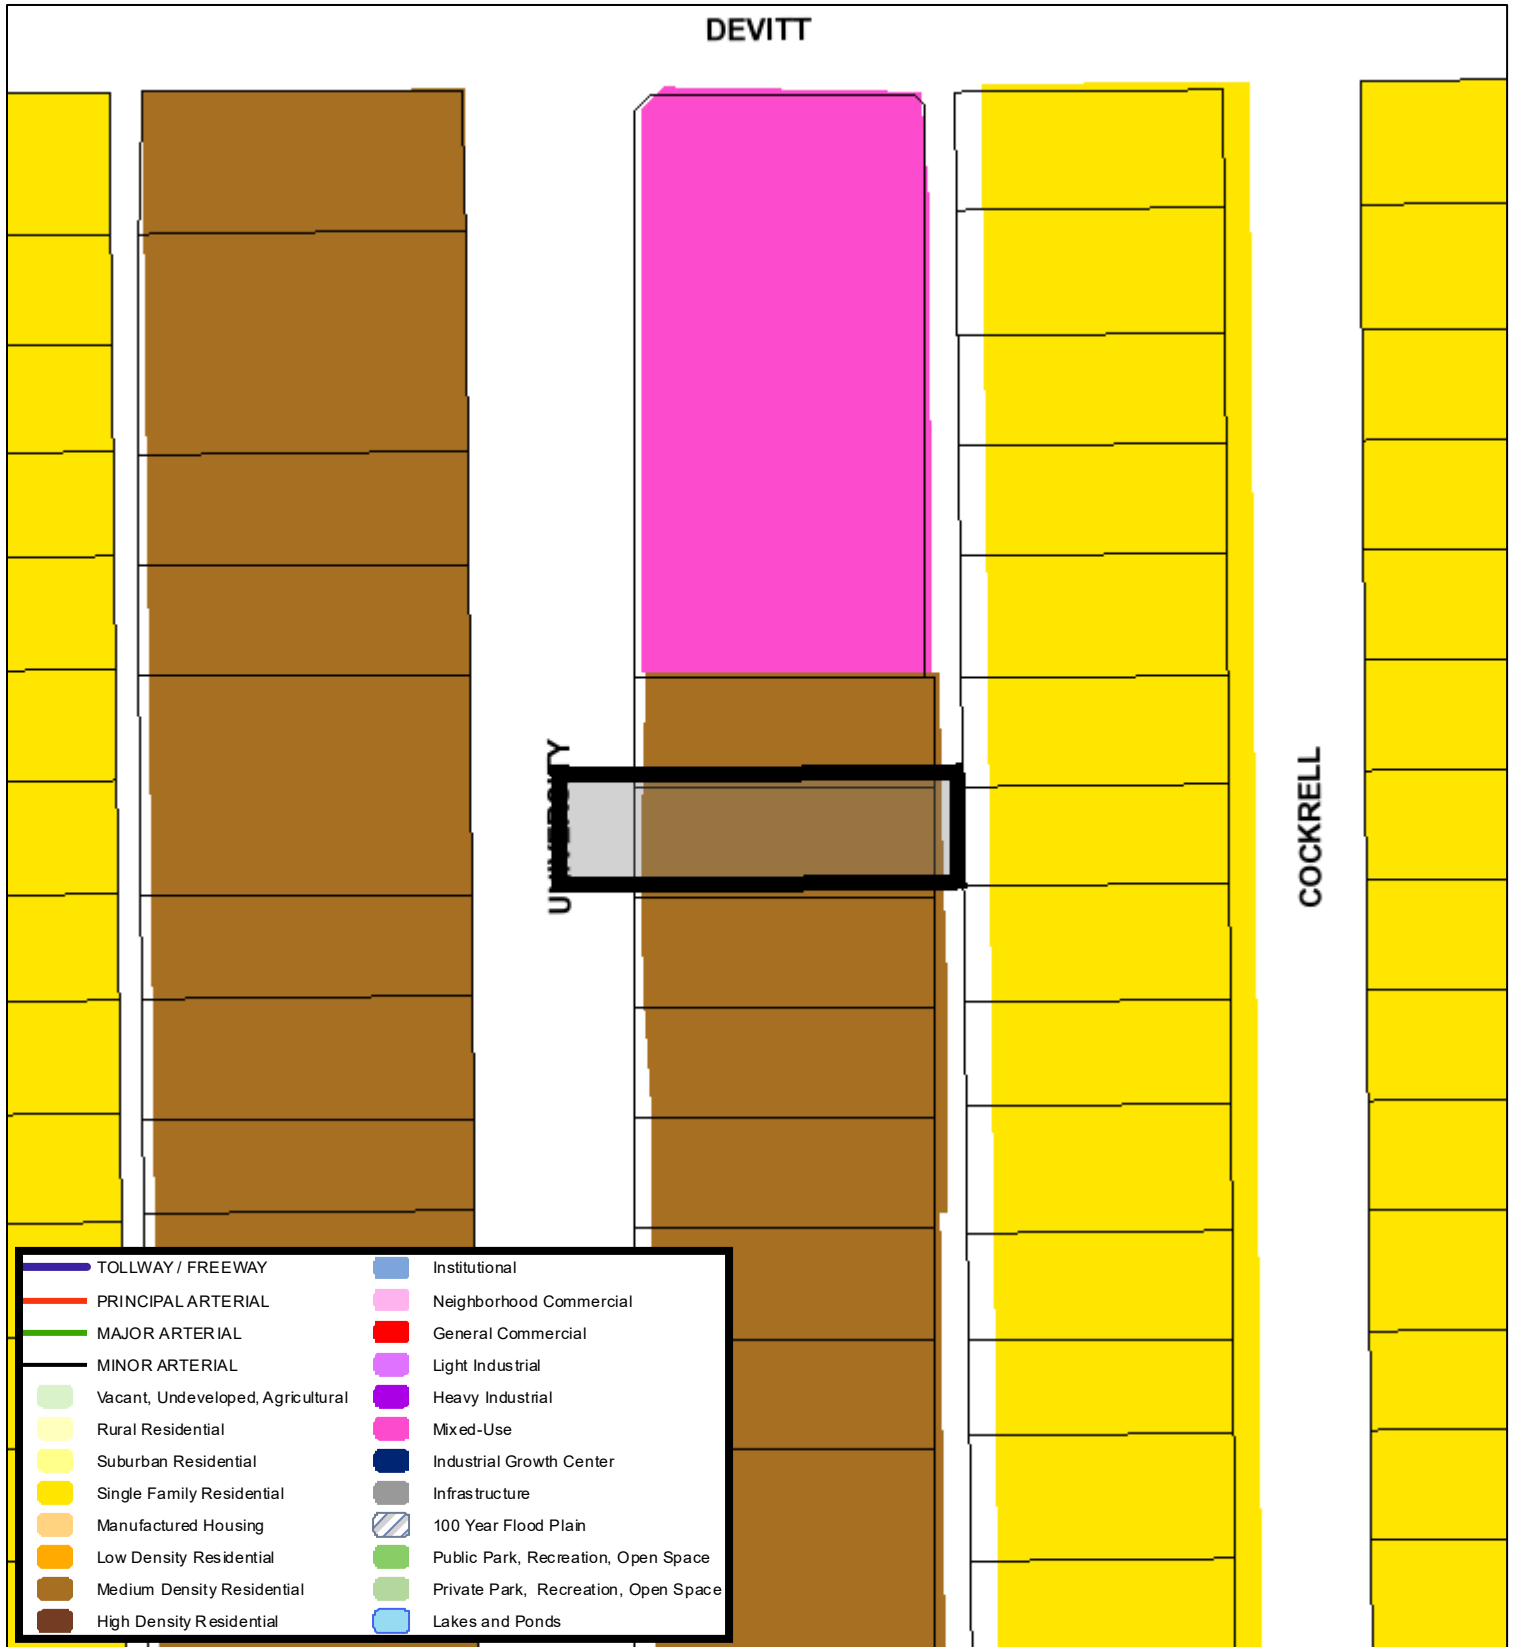 DEVITT
UNIVERSITY
COCKRELL
TOLLWAY / FREEWAY
PRINCIPAL ARTERIAL
MAJOR ARTERIAL
MINOR ARTERIAL
Vacant, Undeveloped, Agricultural
Rural Residential
Suburban Residential
Single Family Residential
Manufactured Housing
Low Density Residential
Medium Density Residential
High Density Residential
Institutional
Neighborhood Commercial
General Commercial
Light Industrial
Heavy Industrial
Mixed-Use
Industrial Growth Center
Infrastructure
100 Year Flood Plain
Public Park, Recreation, Open Space
Private Park, Recreation, Open Space
Lakes and Ponds